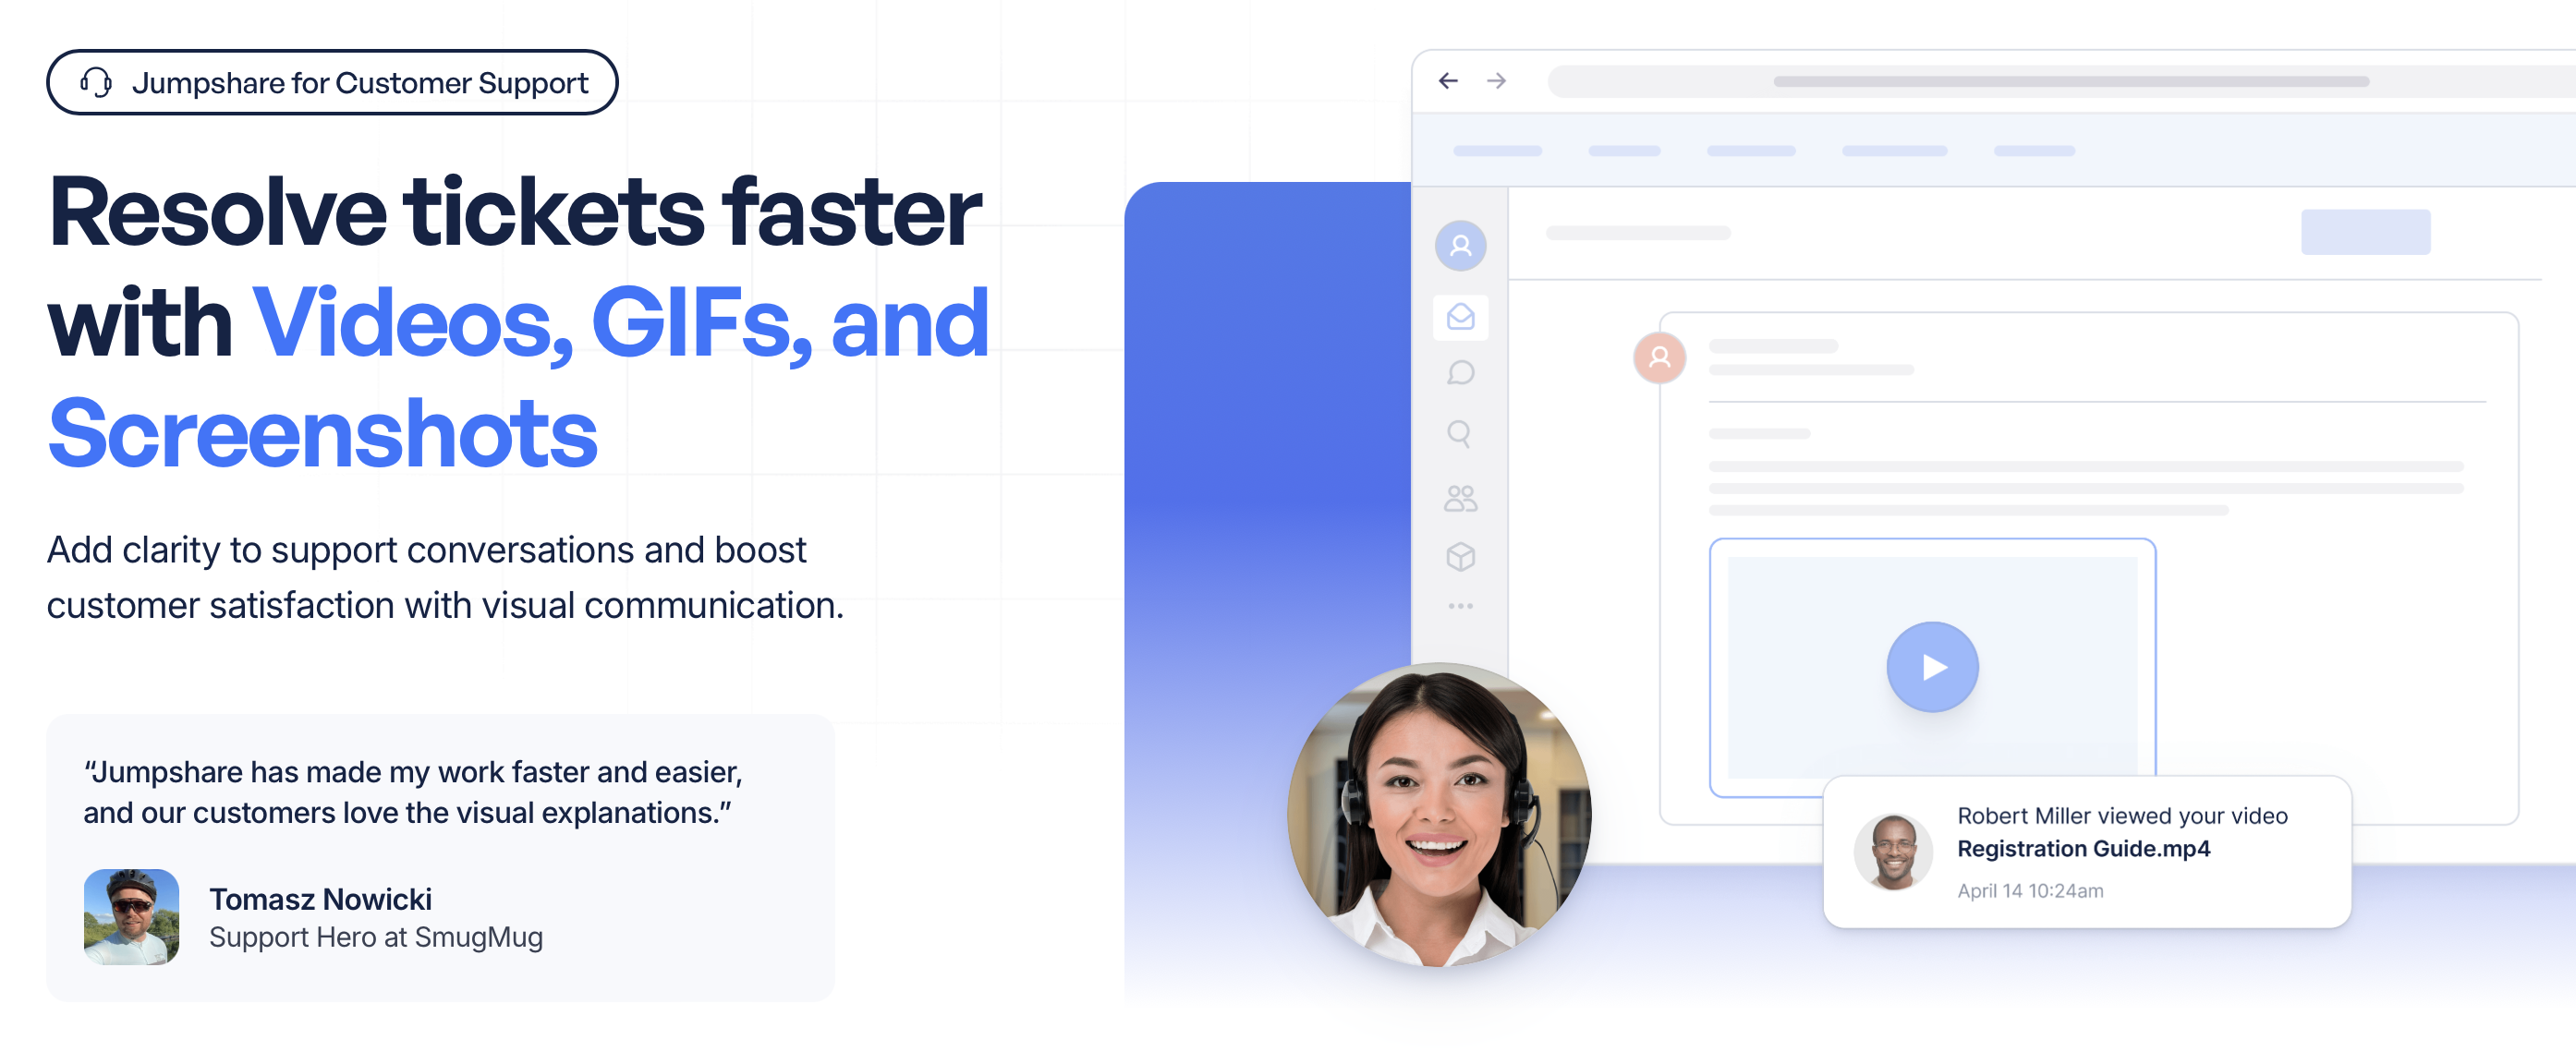 Jumpshare for Customer Support
Resolve tickets faster
with Videos, GIFs, and
Screenshots
Add clarity to support conversations and boost
customer satisfaction with visual communication.
“Jumpshare has made my work faster and easier,
and our customers love the visual explanations.”
Tomasz Nowicki
Support Hero at SmugMug
Robert Miller viewed your video
Registration Guide.mp4
April 14 10:24am